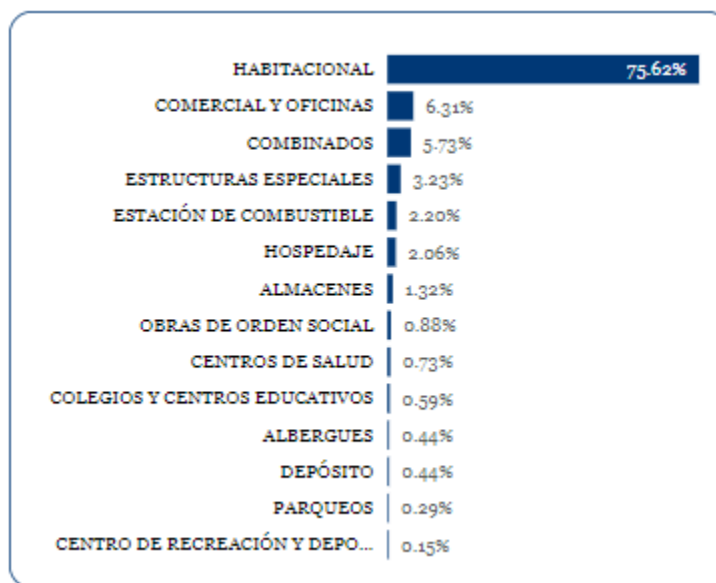 HABITACIONAL 75.62%
COMERCIAL Y OFICINAS 6.31%
COMBINADOS 5.73%
ESTRUCTURAS ESPECIALES 3.23%
ESTACIÓN DE COMBUSTIBLE 2.20%
HOSPEDAJE 2.06%
ALMACENES 1.32%
OBRAS DE ORDEN SOCIAL 0.88%
CENTROS DE SALUD 0.73%
COLEGIOS Y CENTROS EDUCATIVOS 0.59%
ALBERGUES 0.44%
DEPÓSITO 0.44%
PARQUEOS 0.29%
CENTRO DE RECREACIÓN Y DEPO... 0.15%